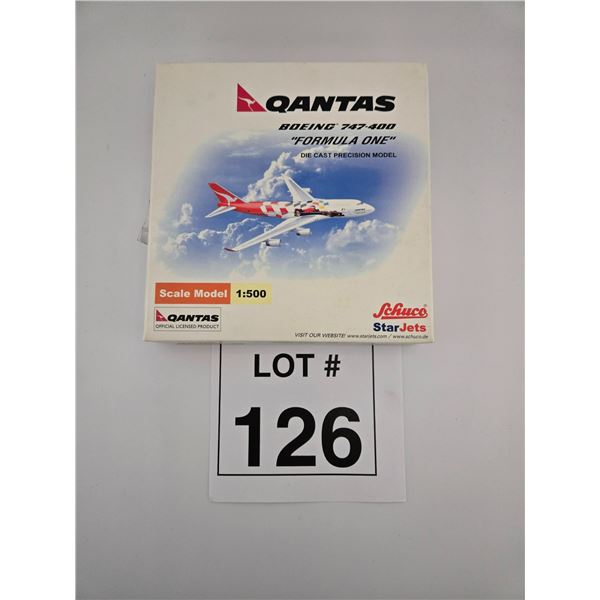 QANTAS
BOEING 747-400
"FORMULA ONE"
DIE CAST PRECISION MODEL
Scale Model 1:500
QANTAS
OFFICIAL LICENSED PRODUCT
Schuco®
StarJets
VISIT OUR WEBSITE! www.starjets.com / www.schuco.de
LOT #
126